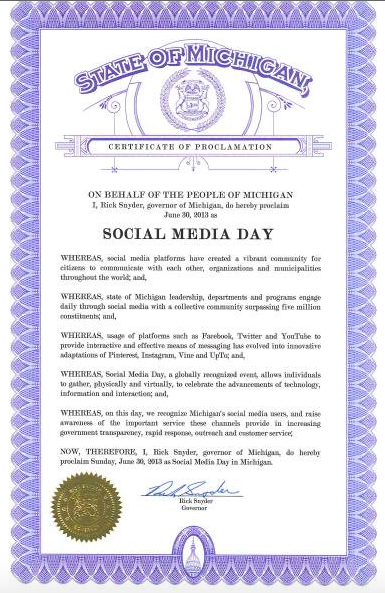 STATE OF MICHIGAN,
CERTIFICATE OF PROCLAMATION
ON BEHALF OF THE PEOPLE OF MICHIGAN
I, Rick Snyder, governor of Michigan, do hereby proclaim
June 30, 2013 as
SOCIAL MEDIA DAY
WHEREAS, social media platforms have created a vibrant community for
citizens to communicate with each other, organizations and municipalities
throughout the world; and,
WHEREAS, state of Michigan leadership, departments and programs engage
daily through social media with a collective community surpassing five million
constituents; and,
WHEREAS, usage of platforms such as Facebook, Twitter and YouTube to
provide interactive and effective means of messaging has evolved into innovative
adaptations of Pinterest, Instagram, Vine and UpTo; and,
WHEREAS, Social Media Day, a globally recognized event, allows individuals
to gather, physically and virtually, to celebrate the advancements of technology,
information and interaction; and,
WHEREAS, on this day, we recognize Michigan's social media users, and raise
awareness of the important service these channels provide in increasing
government transparency, rapid response, outreach and customer service;
NOW, THEREFORE, I, Rick Snyder, governor of Michigan, do hereby
proclaim Sunday, June 30, 2013 as Social Media Day in Michigan.
Rick Snyder
Rick Snyder
Governor